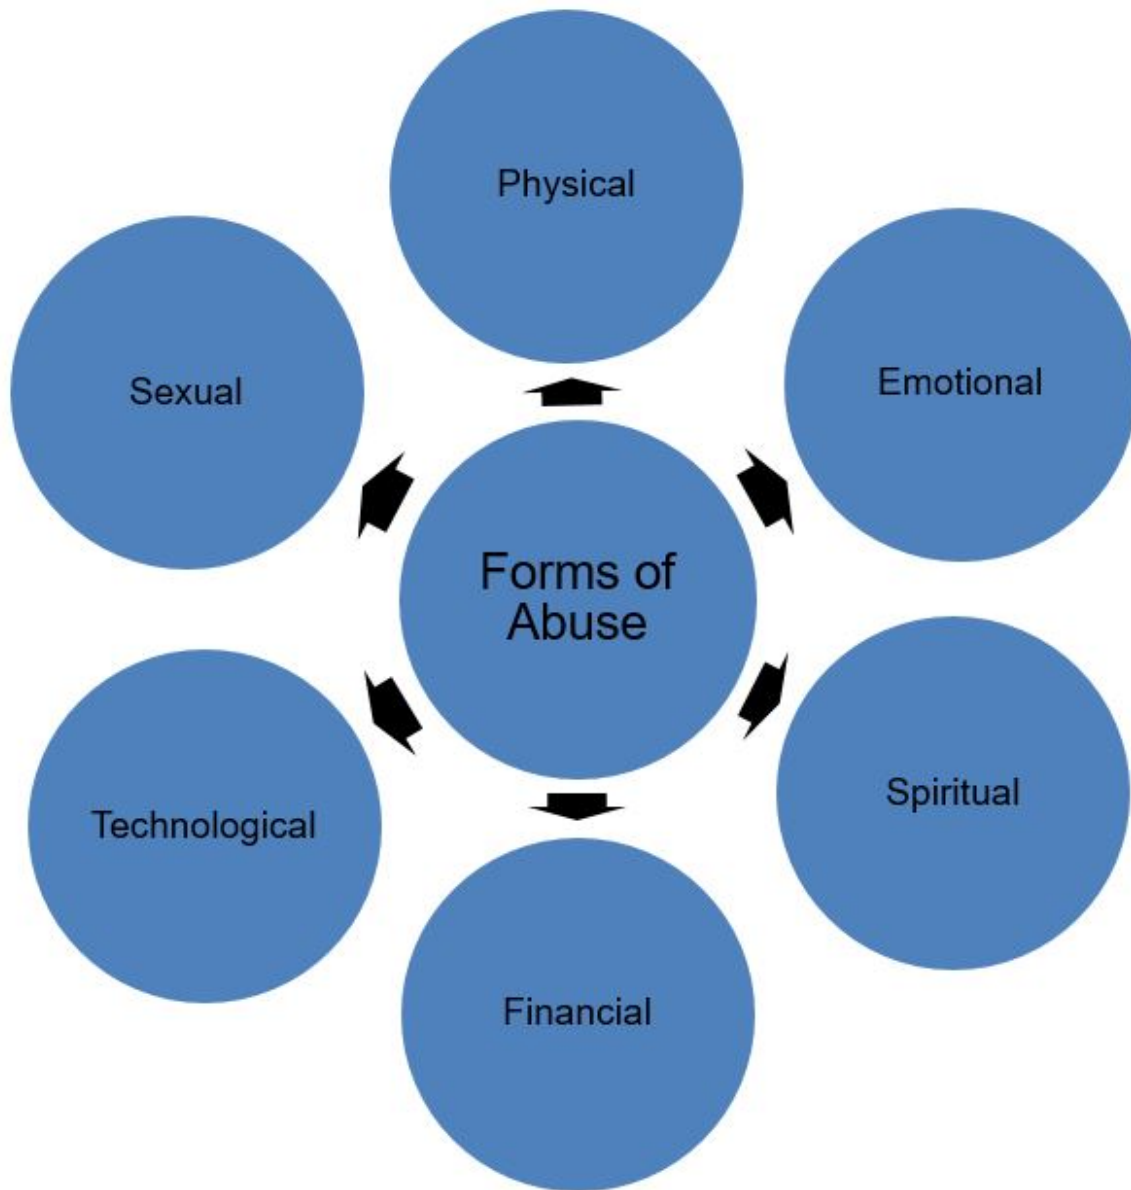 Physical
Emotional
Sexual
Forms of
Abuse
Spiritual
Technological
Financial